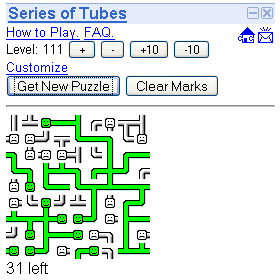 Series of Tubes
How to Play. FAQ.
Level: 111 + - +10 -10
Customize
Get New Puzzle Clear Marks
31 left